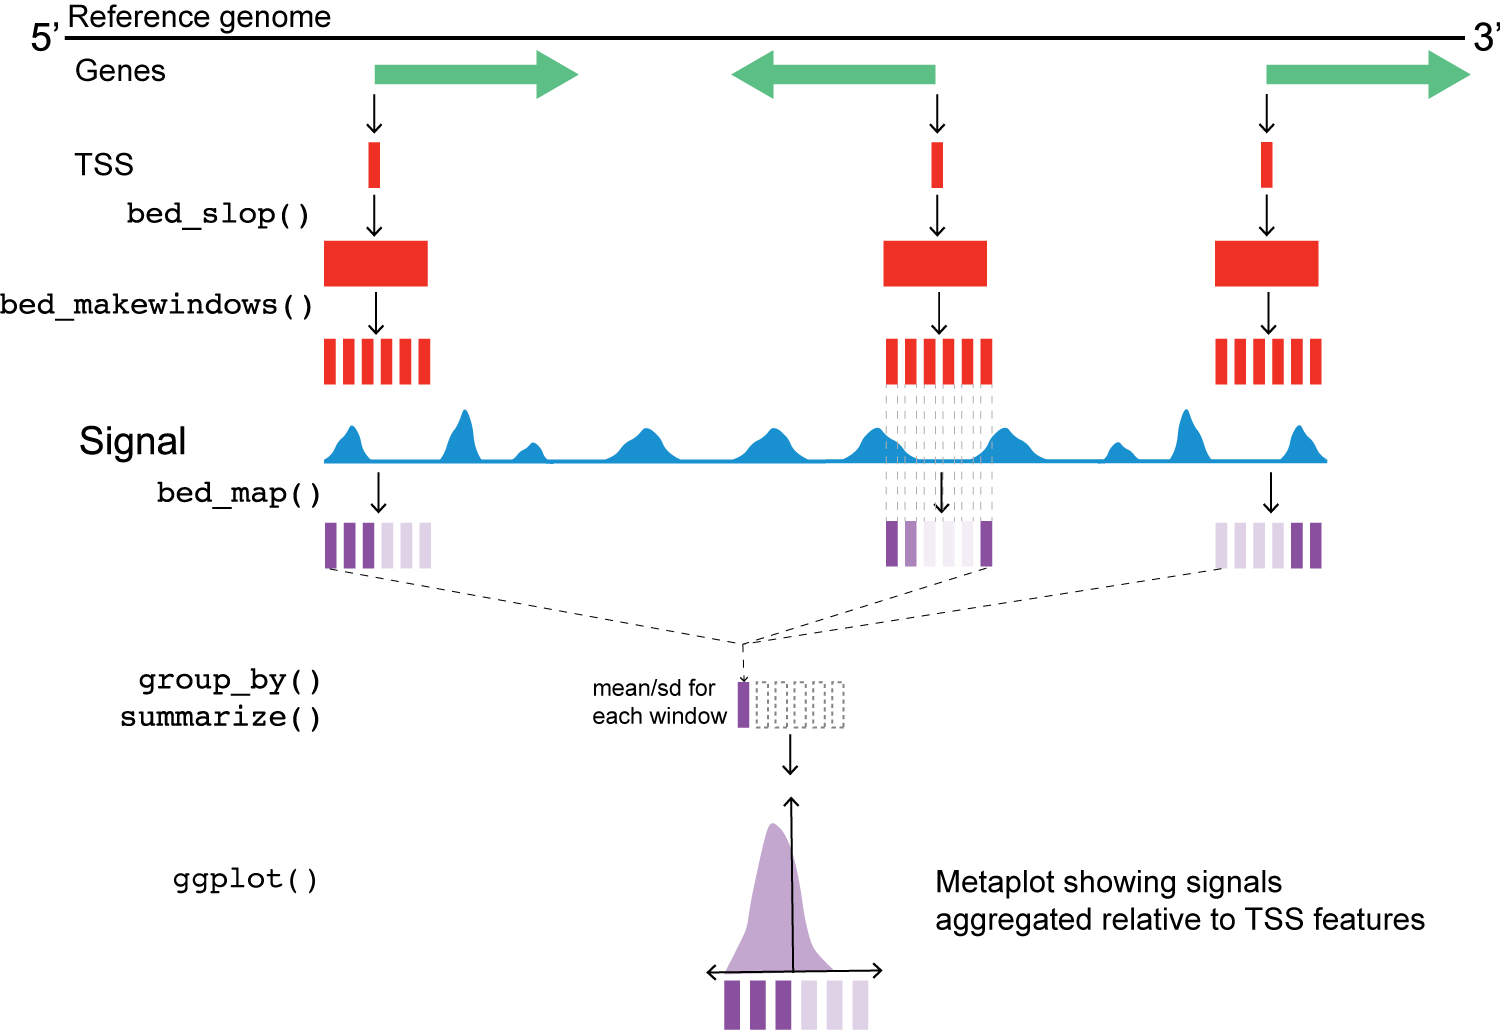 Reference genome
5’
3’
Genes
TSS
bed_slop()
bed_makewindows()
Signal
bed_map()
group_by()
summarize()
mean/sd for
each window
ggplot()
Metaplot showing signals
aggregated relative to TSS features